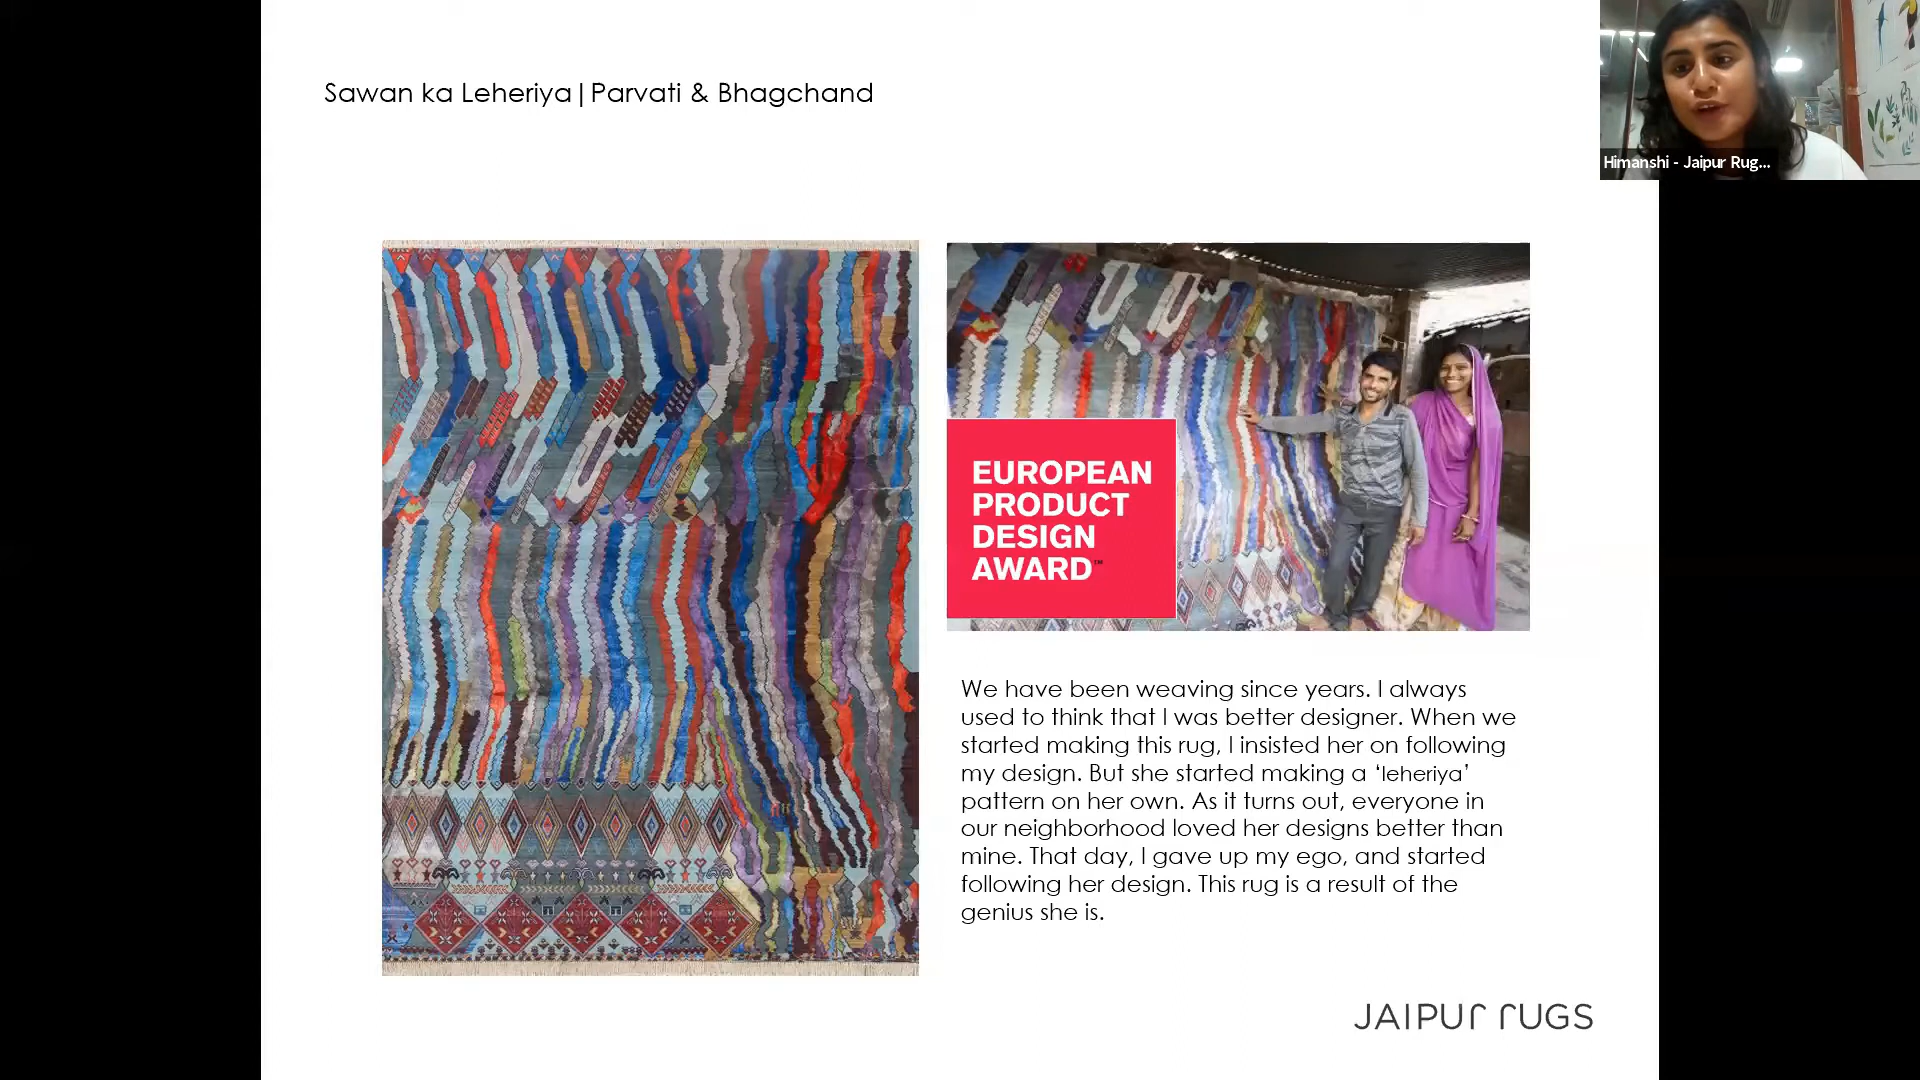 Sawan ka Leheriya|Parvati & Bhagchand
Himanshi - Jaipur Rug...
EUROPEAN
PRODUCT
DESIGN
AWARD™
We have been weaving since years. I always
used to think that I was better designer. When we
started making this rug, I insisted her on following
my design. But she started making a ‘leheriya’
pattern on her own. As it turns out, everyone in
our neighborhood loved her designs better than
mine. That day, I gave up my ego, and started
following her design. This rug is a result of the
genius she is.
JAIPUR RUGS